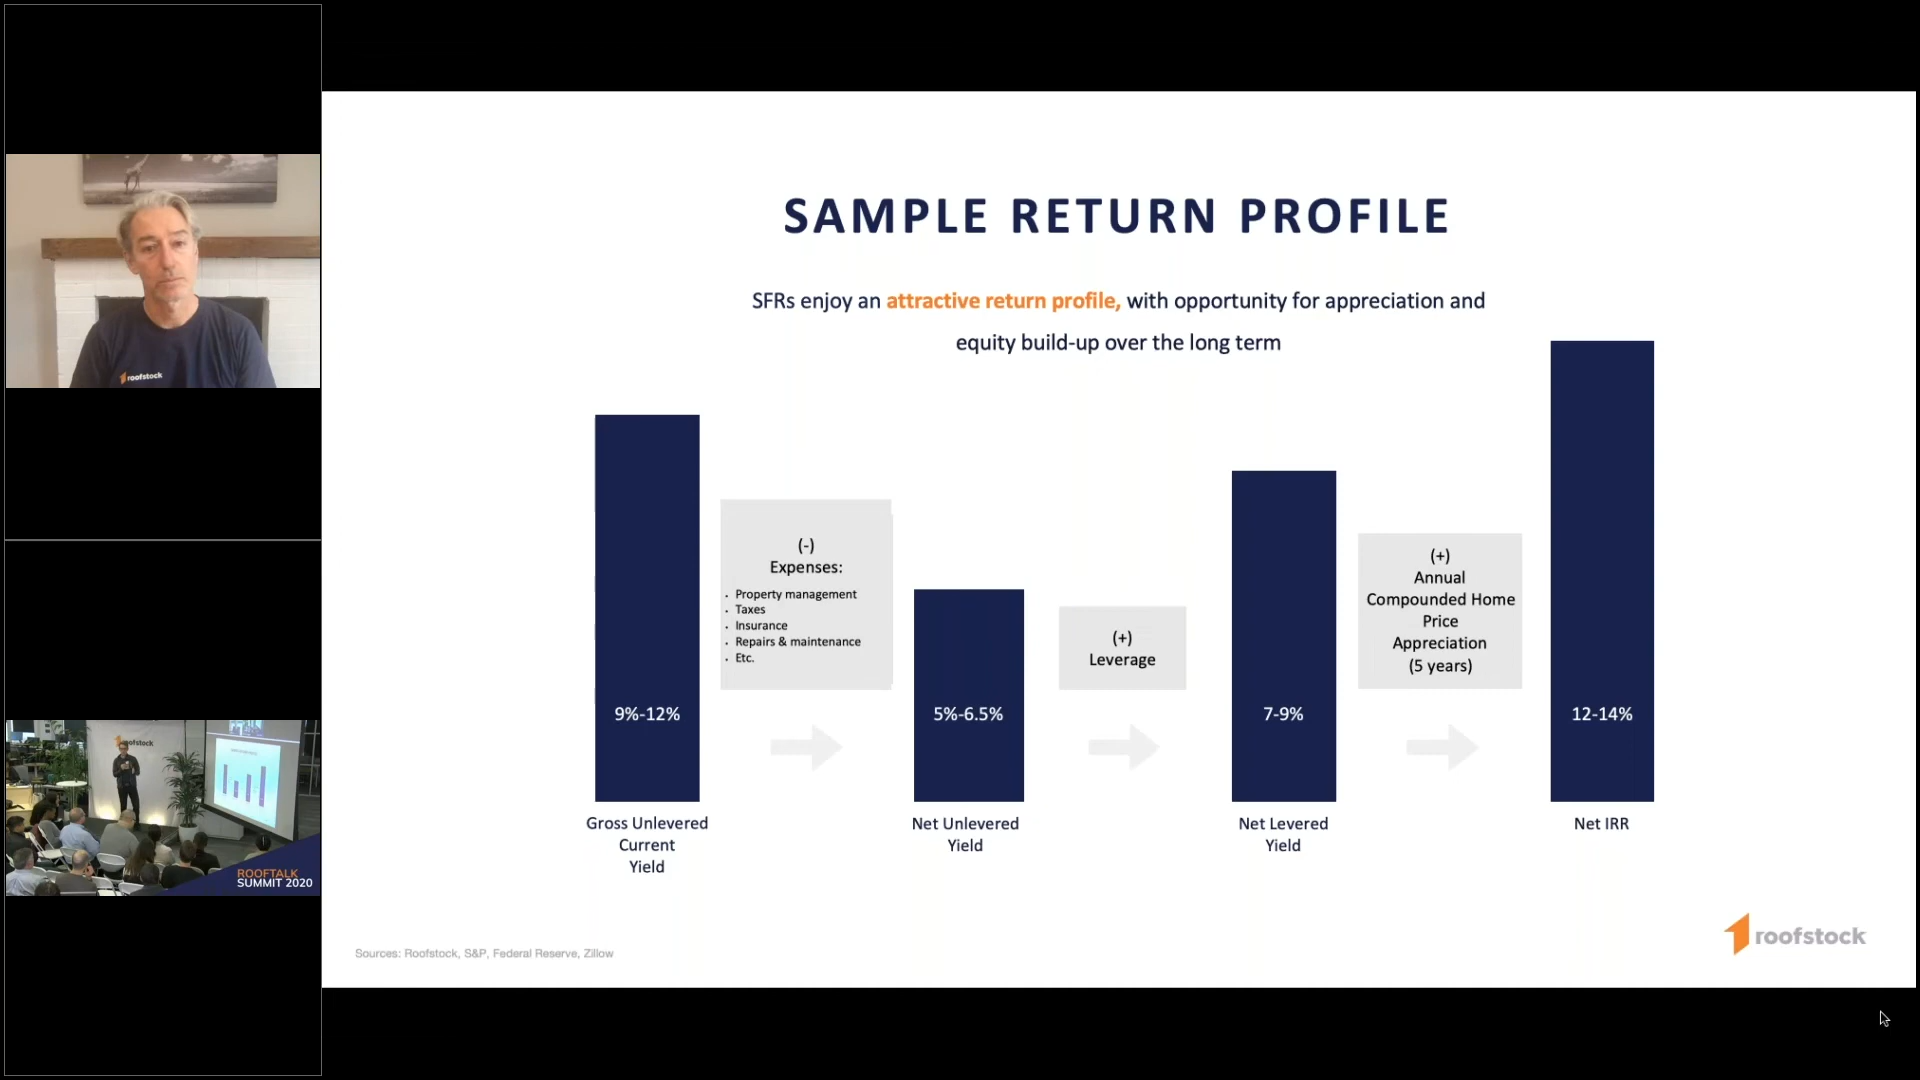 SAMPLE RETURN PROFILE
SFRs enjoy an attractive return profile, with opportunity for appreciation and
equity build-up over the long term
(-)
Expenses:
• Property management
• Taxes
• Insurance
• Repairs & maintenance
• Etc.
(+)
Leverage
(+)
Annual
Compounded Home
Price
Appreciation
(5 years)
9%-12%
5%-6.5%
7-9%
12-14%
Gross Unlevered
Current
Yield
Net Unlevered
Yield
Net Levered
Yield
Net IRR
Sources: Roofstock, S&P, Federal Reserve, Zillow
roofstock
roofstock
roofstock
ROOFTALK
SUMMIT 2020